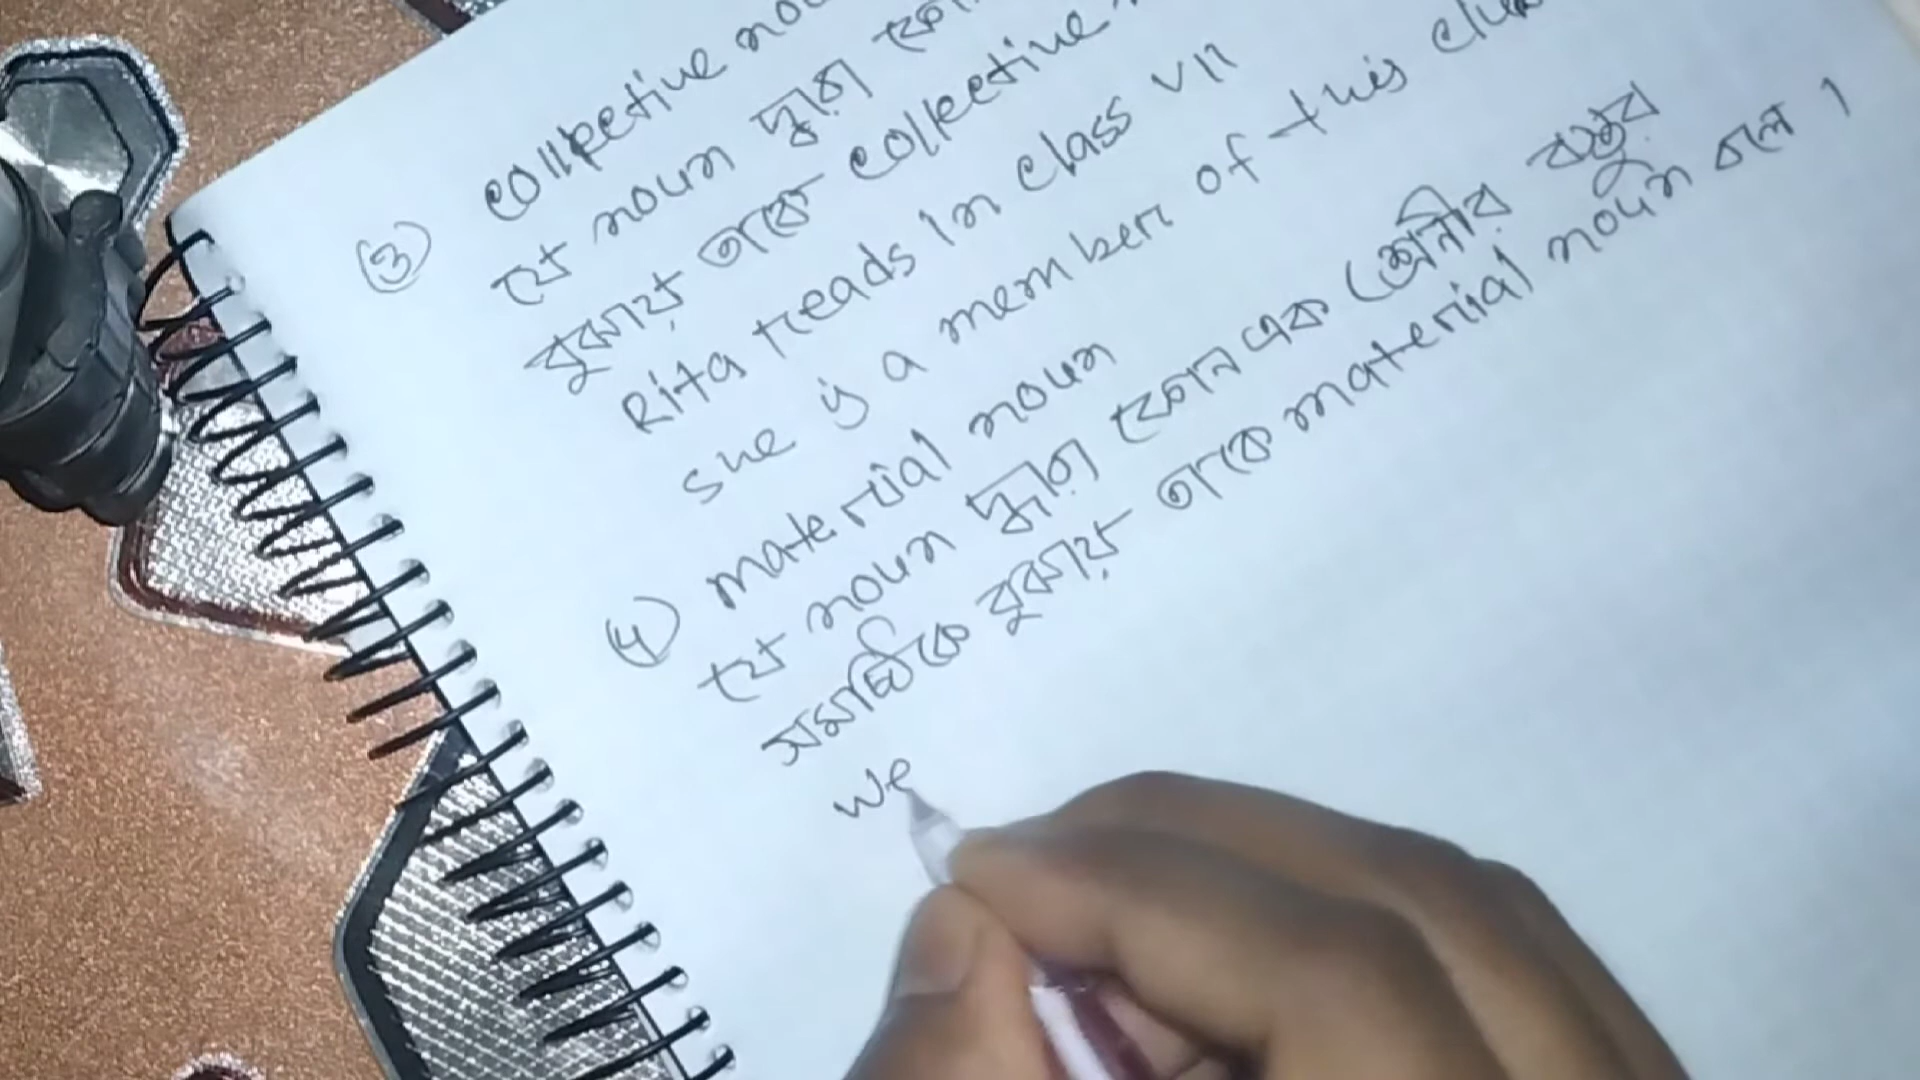 ③ collective nou
যে noun দ্বারা কোন
বুঝায় তাকে collective
Rita reads in class VII
she is a member of this club
④ material noun
যে noun দ্বারা কোন এক শ্রেনীর বস্তুর
সমষ্টিকে বুঝায় তাকে material noun বলে ।
We